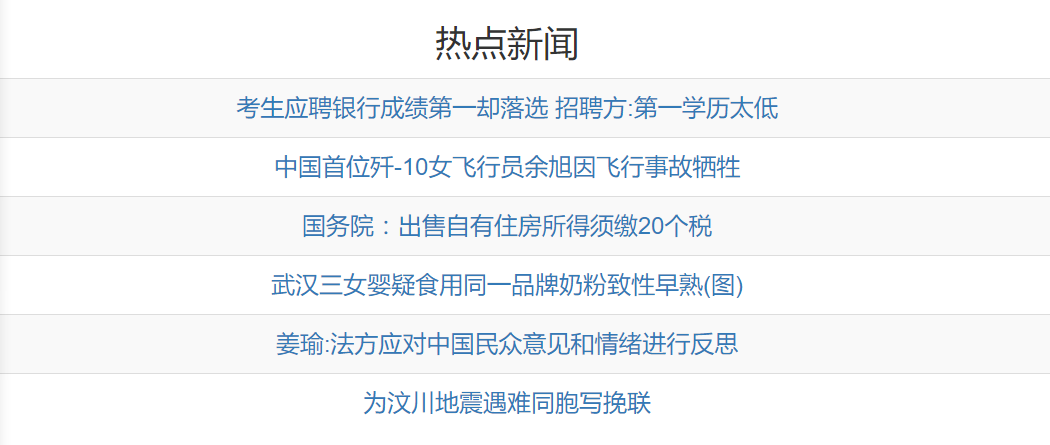 热点新闻
考生应聘银行成绩第一却落选 招聘方:第一学历太低
中国首位歼-10女飞行员余旭因飞行事故牺牲
国务院：出售自有住房所得须缴20个税
武汉三女婴疑食用同一品牌奶粉致性早熟(图)
姜瑜:法方应对中国民众意见和情绪进行反思
为汶川地震遇难同胞写挽联